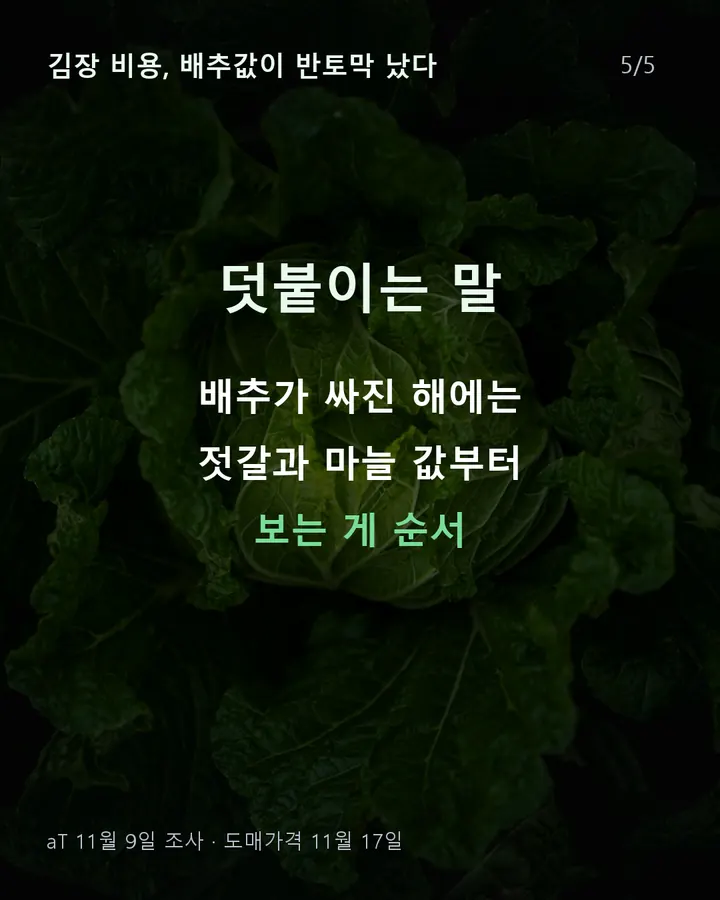 김장 비용, 배추값이 반토막 났다
5/5
덧붙이는 말
배추가 싸진 해에는
젓갈과 마늘 값부터
보는 게 순서
aT 11월 9일 조사 · 도매가격 11월 17일